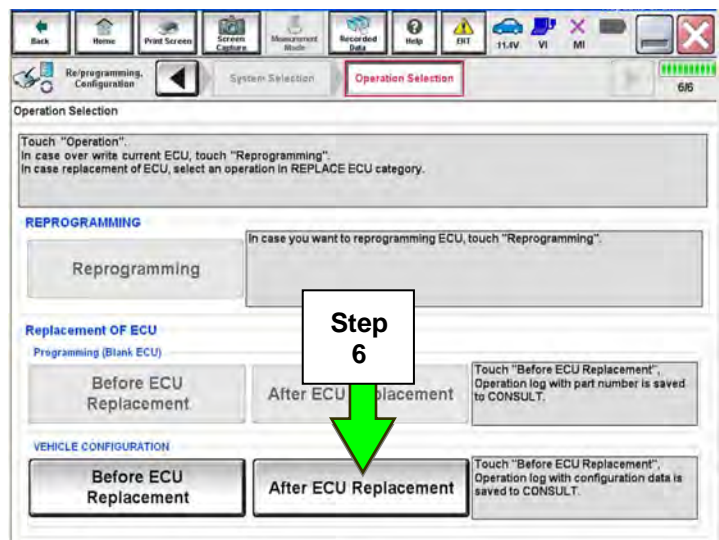 Back
Home
Print Screen
Screen
Capture
Measurement
Mode
Recorded
Data
Help
ERT
11.4V
VI
MI
Re/programming,
Configuration
System Selection
Operation Selection
6/6
Operation Selection
Touch "Operation".
In case over write current ECU, touch "Reprogramming".
In case replacement of ECU, select an operation in REPLACE ECU category.
REPROGRAMMING
Reprogramming
In case you want to reprogramming ECU, touch "Reprogramming".
Step
6
Replacement OF ECU
Programming (Blank ECU)
Before ECU
Replacement
After ECU placement
Touch "Before ECU Replacement",
Operation log with part number is saved
to CONSULT.
VEHICLE CONFIGURATION
Before ECU
Replacement
After ECU Replacement
Touch "Before ECU Replacement",
Operation log with configuration data is
saved to CONSULT.